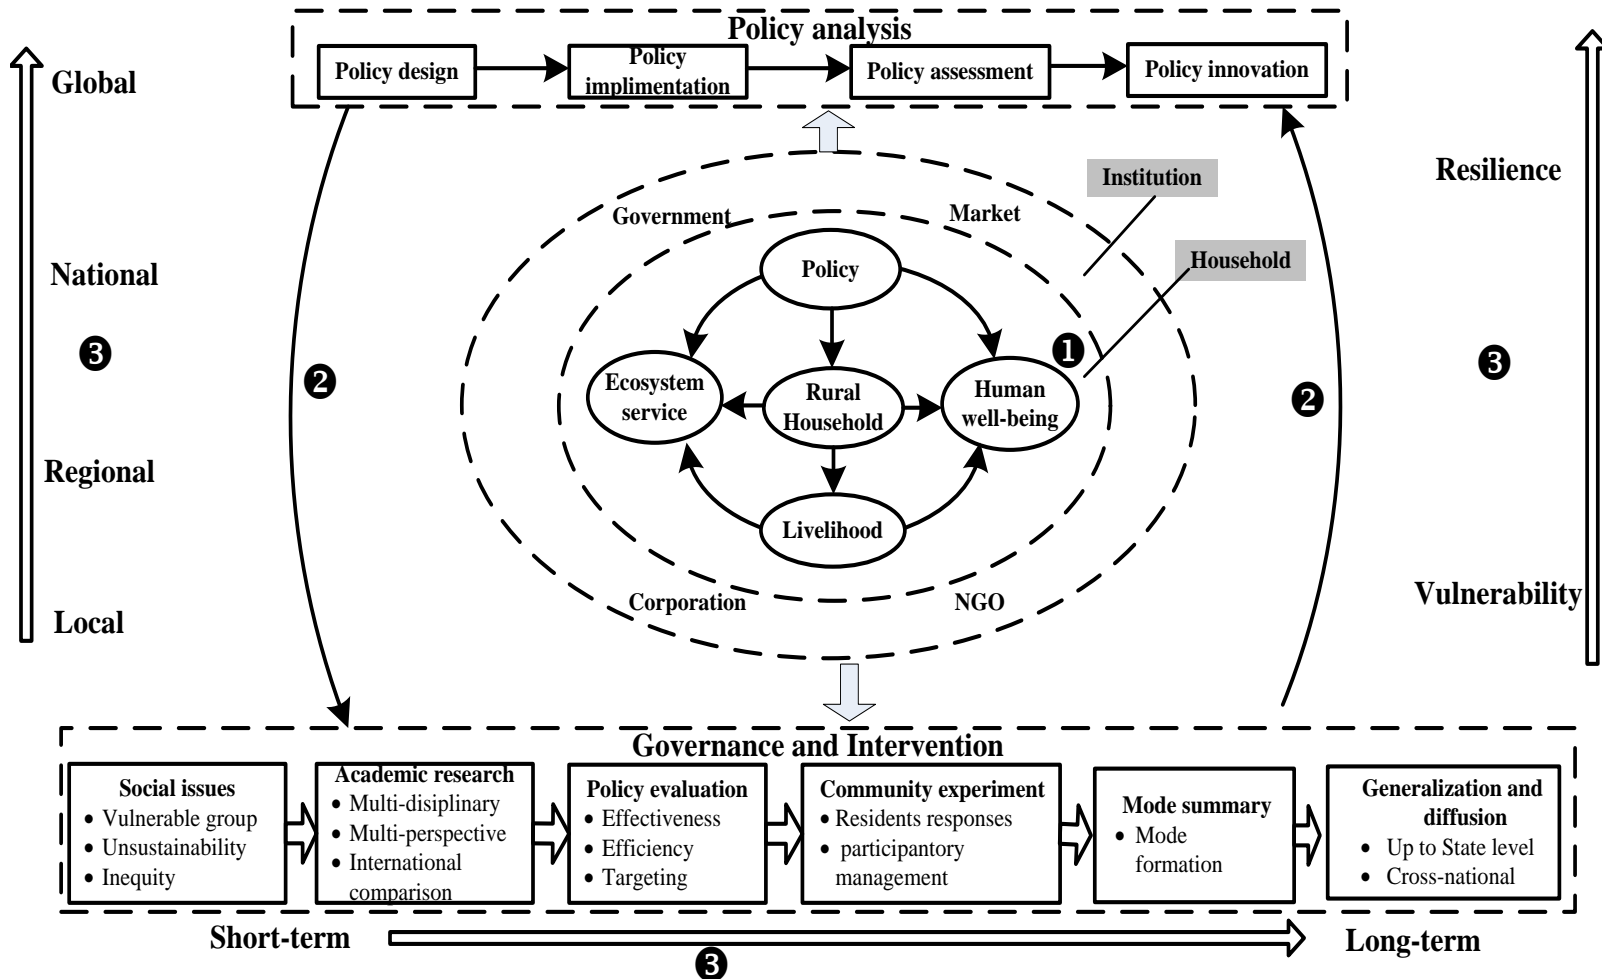 Policy analysis
Policy design
Policy
implimentation
Policy assessment
Policy innovation
Global
National
❸
Regional
Local
Resilience
❸
Vulnerability
❷
❷
Institution
Household
Government
Market
Corporation
NGO
Policy
❶
Ecosystem
service
Rural
Household
Human
well-being
Livelihood
Governance and Intervention
Social issues
• Vulnerable group
• Unsustainability
• Inequity
Academic research
• Multi-disiplinary
• Multi-perspective
• International
comparison
Policy evaluation
• Effectiveness
• Efficiency
• Targeting
Community experiment
• Residents responses
• participantory
management
Mode summary
• Mode
formation
Generalization and
diffusion
• Up to State level
• Cross-national
Short-term
❸
Long-term